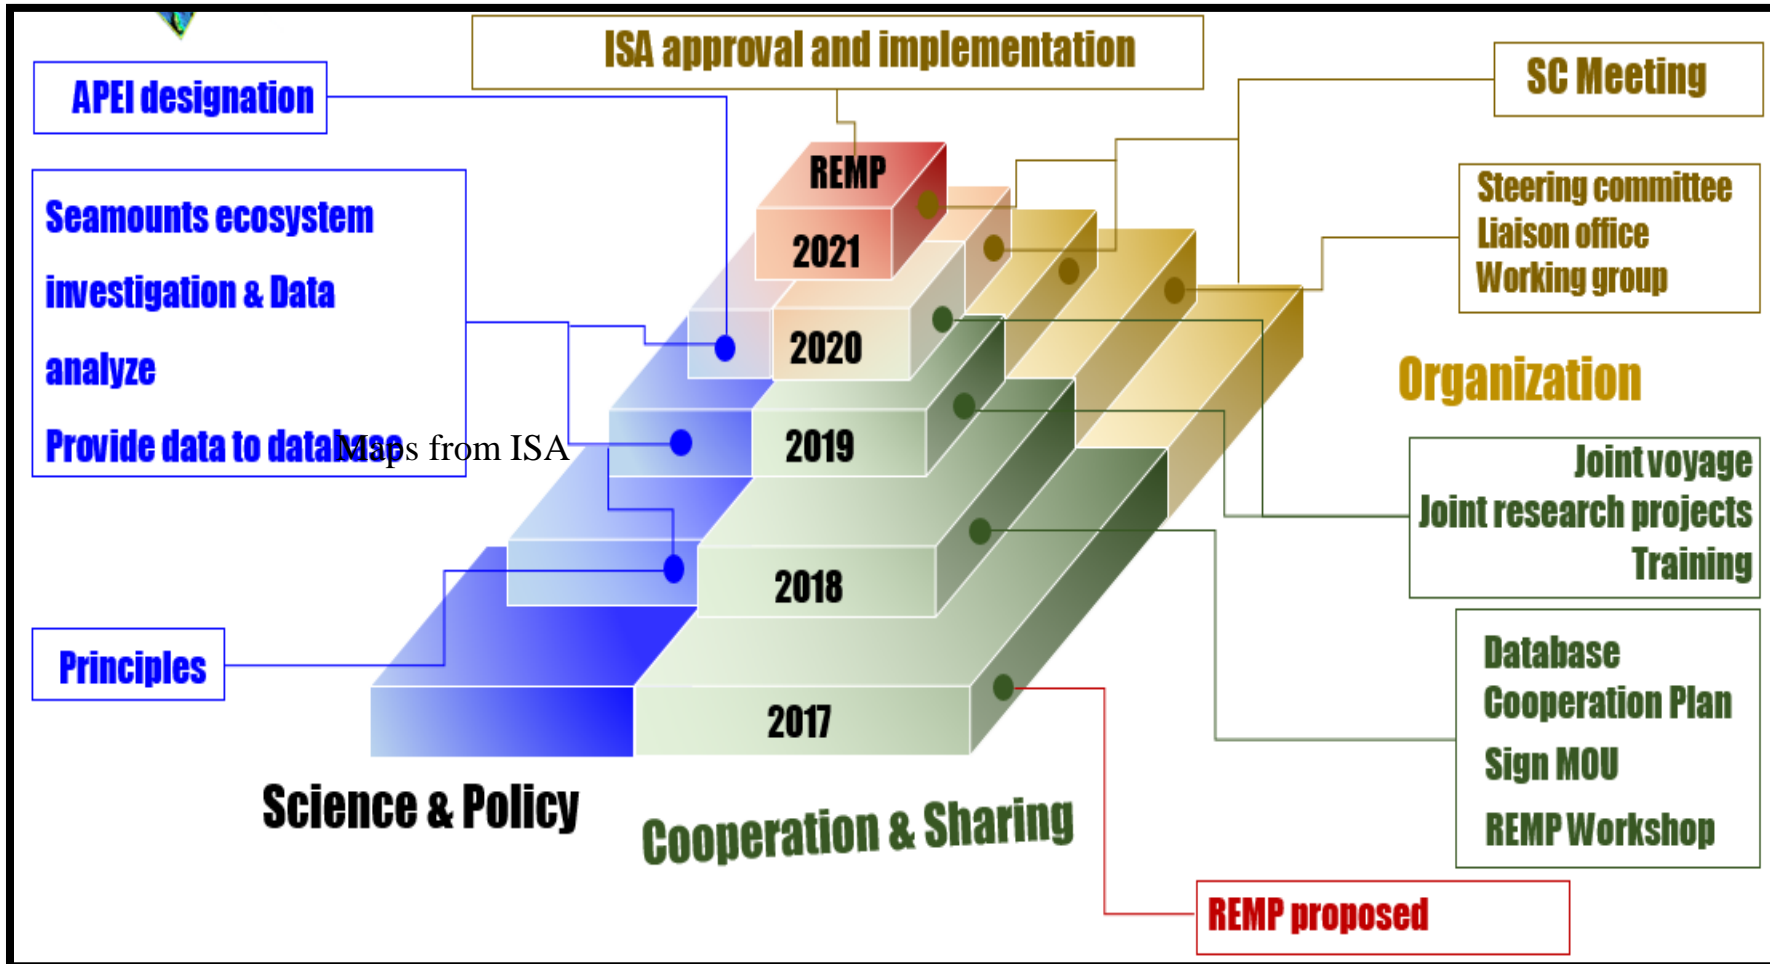 ISA approval and implementation
SC Meeting
APEI designation
REMP
Steering committee
Liaison office
Working group
Seamounts ecosystem
investigation & Data
analyze
Provide data to database
Maps from ISA
2021
2020
2019
2018
2017
Organization
Joint voyage
Joint research projects
Training
Principles
Database
Cooperation Plan
Sign MOU
REMP Workshop
Science & Policy
Cooperation & Sharing
REMP proposed